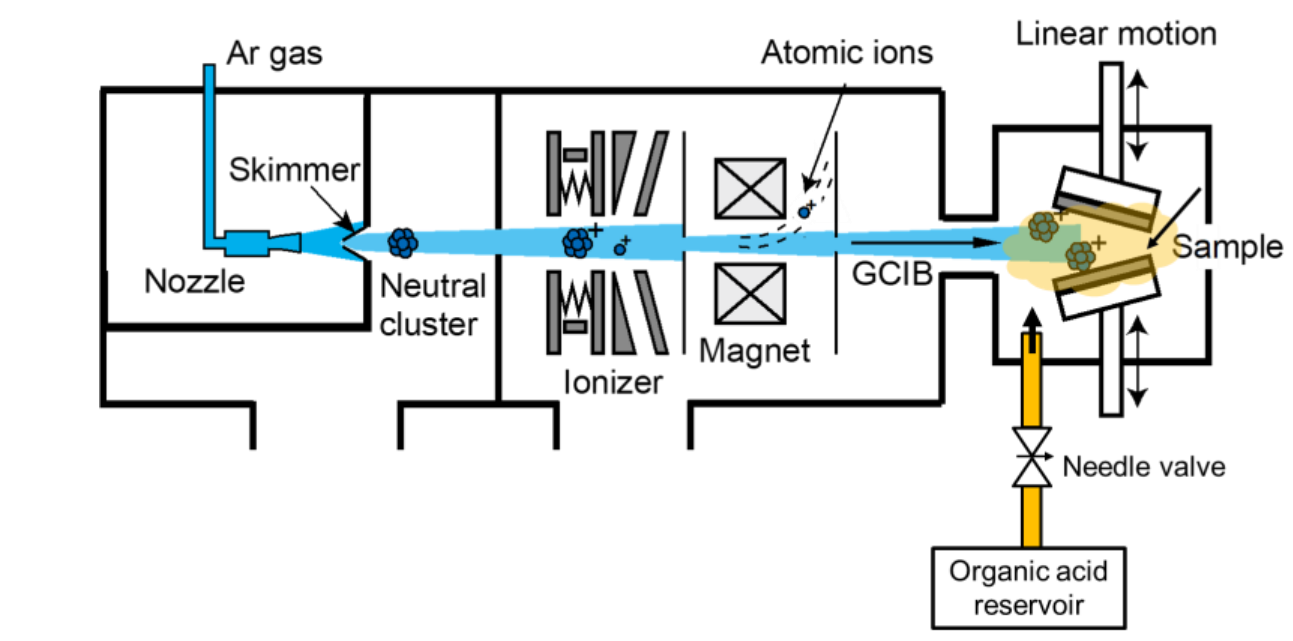 Linear motion
Ar gas
Atomic ions
Skimmer
Nozzle
Neutral
cluster
+
+
+
+
+
Sample
GCIB
Magnet
Ionizer
Needle valve
Organic acid
reservoir